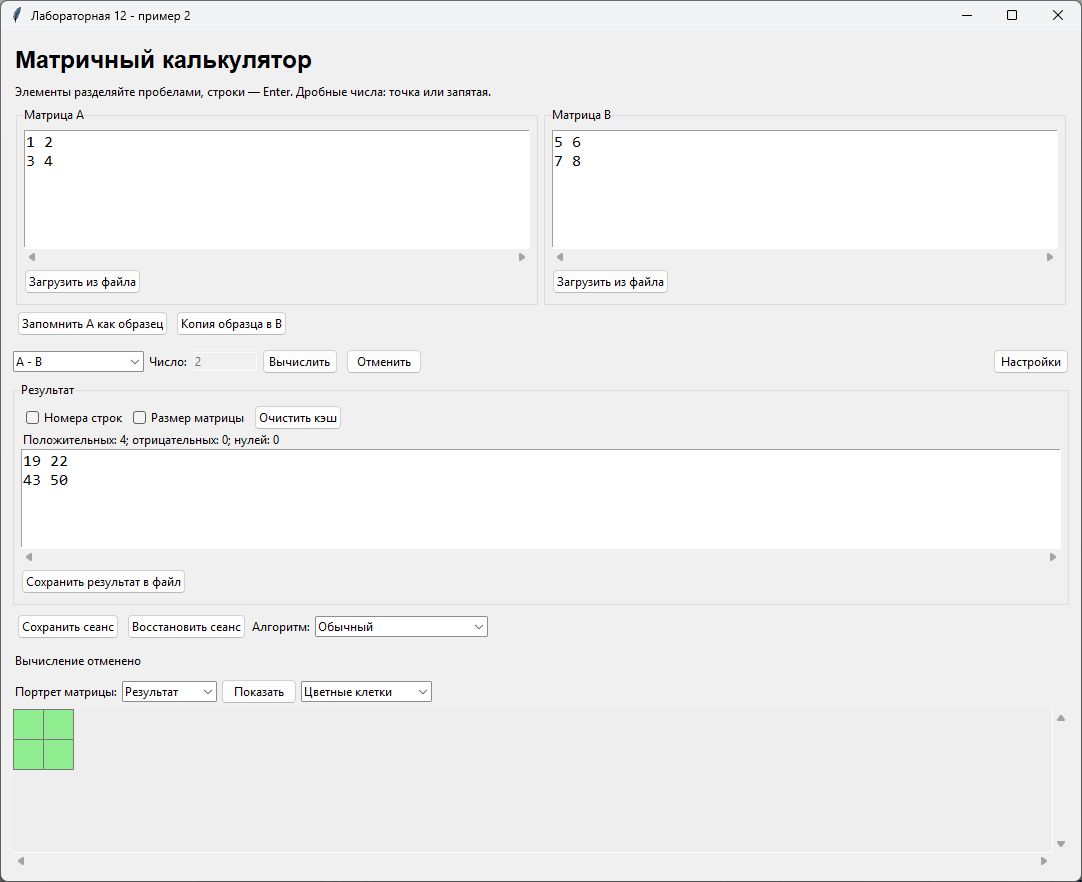 Лабораторная 12 - пример 2
Матричный калькулятор
Элементы разделяйте пробелами, строки — Enter. Дробные числа: точка или запятая.
Матрица A
1 2
3 4
Загрузить из файла
Матрица B
5 6
7 8
Загрузить из файла
Запомнить A как образец Копия образца в B
A - B Число: 2 Вычислить Отменить Настройки
Результат
Номера строк Размер матрицы Очистить кэш
Положительных: 4; отрицательных: 0; нулей: 0
19 22
43 50
Сохранить результат в файл
Сохранить сеанс Восстановить сеанс Алгоритм: Обычный
Вычисление отменено
Портрет матрицы: Результат Показать Цветные клетки